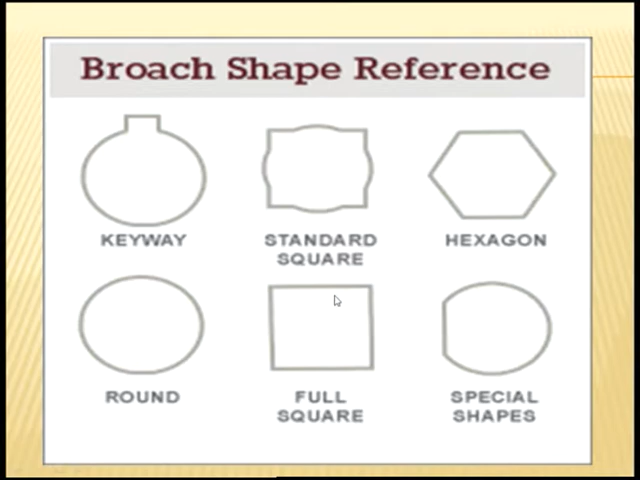 Broach Shape Reference
KEYWAY
STANDARD
SQUARE
HEXAGON
ROUND
FULL
SQUARE
SPECIAL
SHAPES